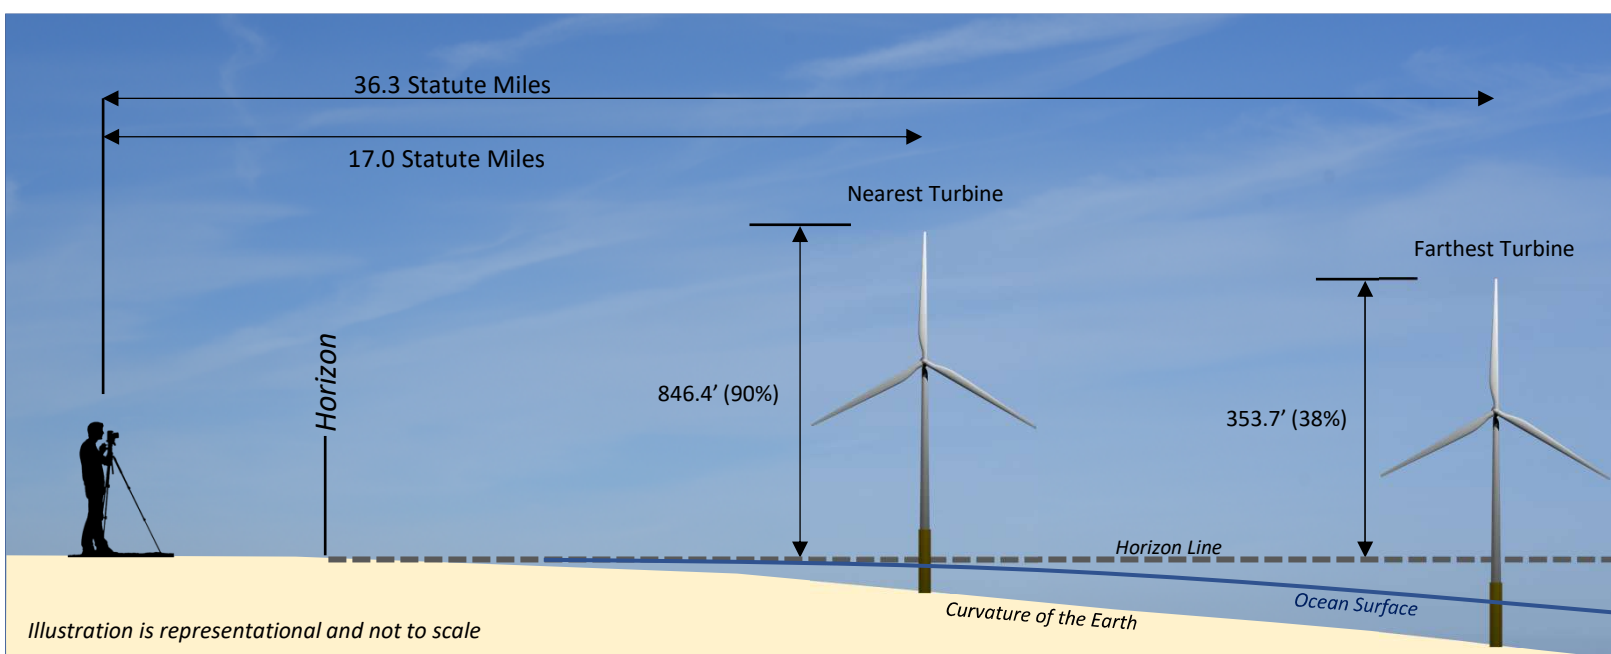 36.3 Statute Miles
17.0 Statute Miles
Nearest Turbine
Farthest Turbine
Horizon
846.4’ (90%)
353.7’ (38%)
Horizon Line
Ocean Surface
Curvature of the Earth
Illustration is representational and not to scale